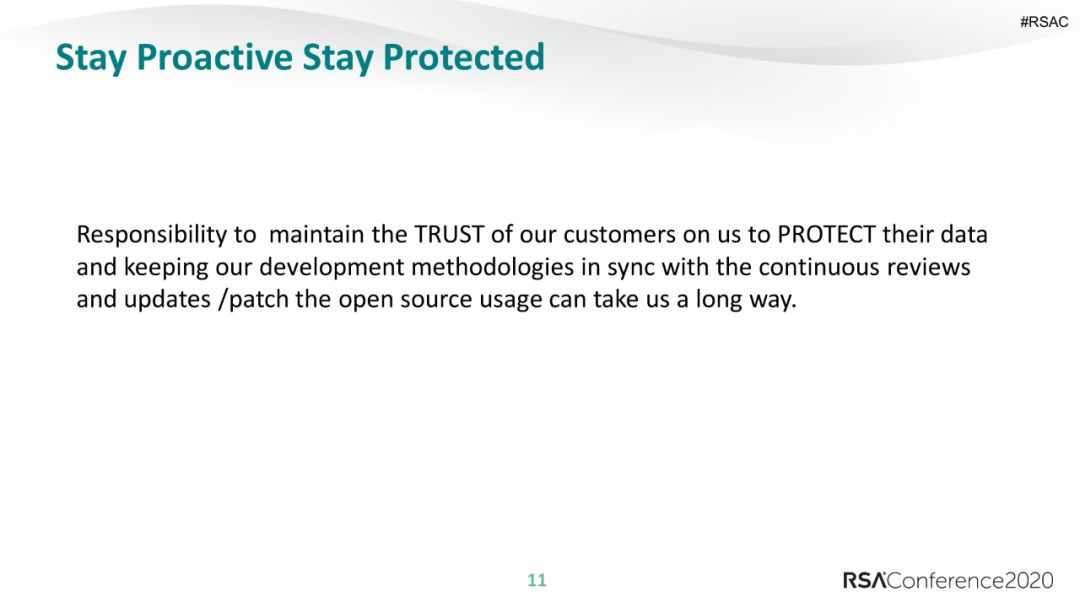 #RSAC
Stay Proactive Stay Protected
Responsibility to  maintain the TRUST of our customers on us to PROTECT their data
and keeping our development methodologies in sync with the continuous reviews
and updates /patch the open source usage can take us a long way.
11
RSAConference2020